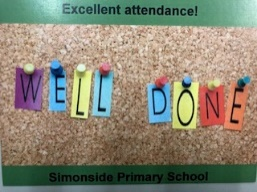 Excellent attendance!
WELL DONE
Simonside Primary School